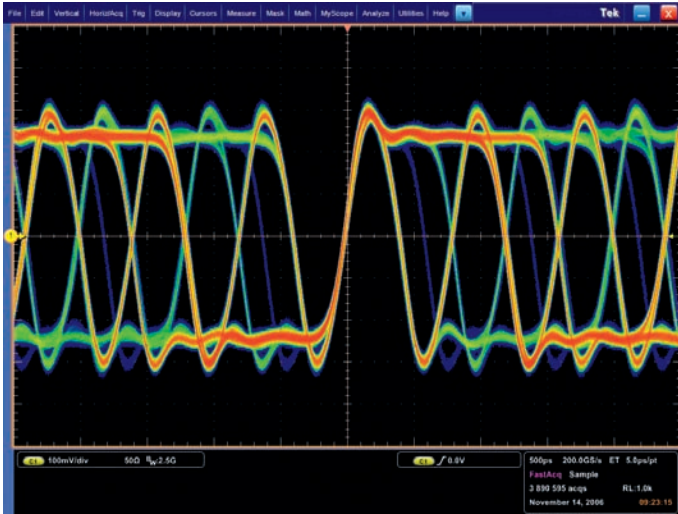 File Edit Vertical Horiz/Acq Trig Display Cursors Measure Mask Math MyScope Analyze Utilities Help Tek
1
C1 100mV/div 50Ω BW:2.5G
C1 0.0V
500ps 200.0GS/s ET 5.0ps/pt
FastAcq Sample
3 890 595 acqs RL:1.0k
November 14, 2006 09:23:15